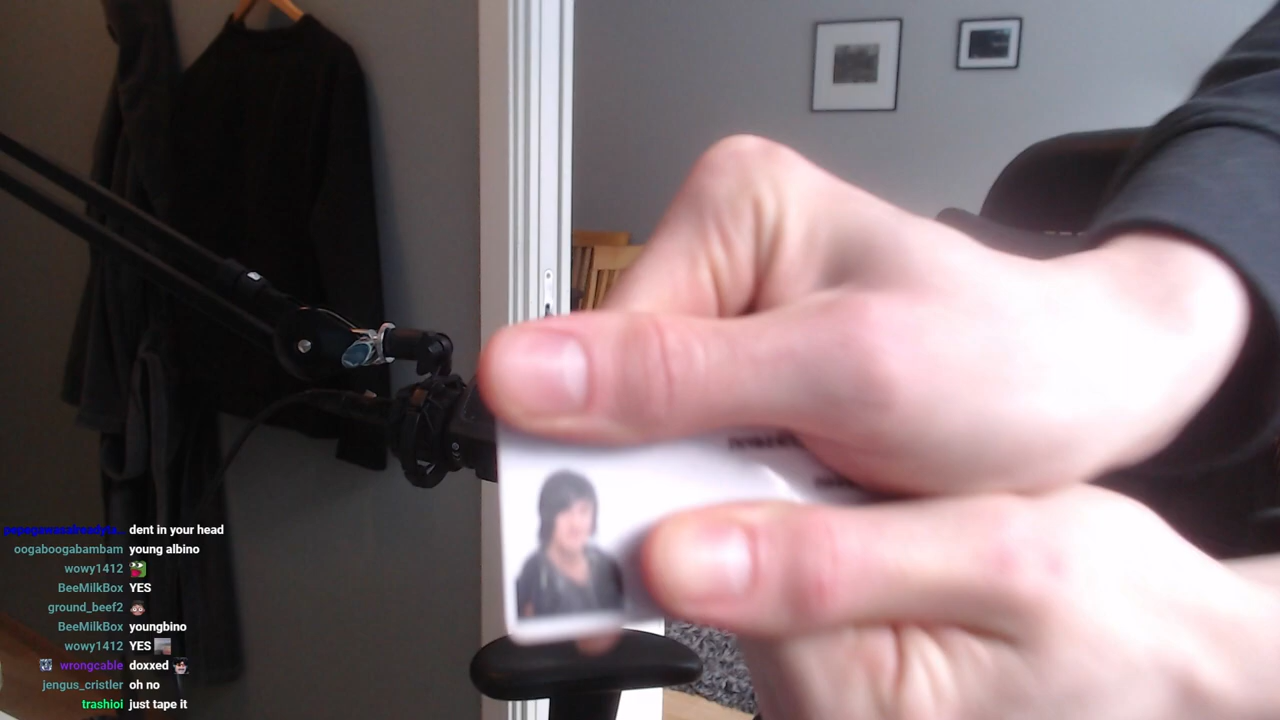 dent in your head
oogaboogabambam young albino
wowy1412
BeeMilkBox YES
ground_beef2
BeeMilkBox youngbino
wowy1412 YES
wrongcable doxxed
jengus_cristler oh no
trashioi just tape it